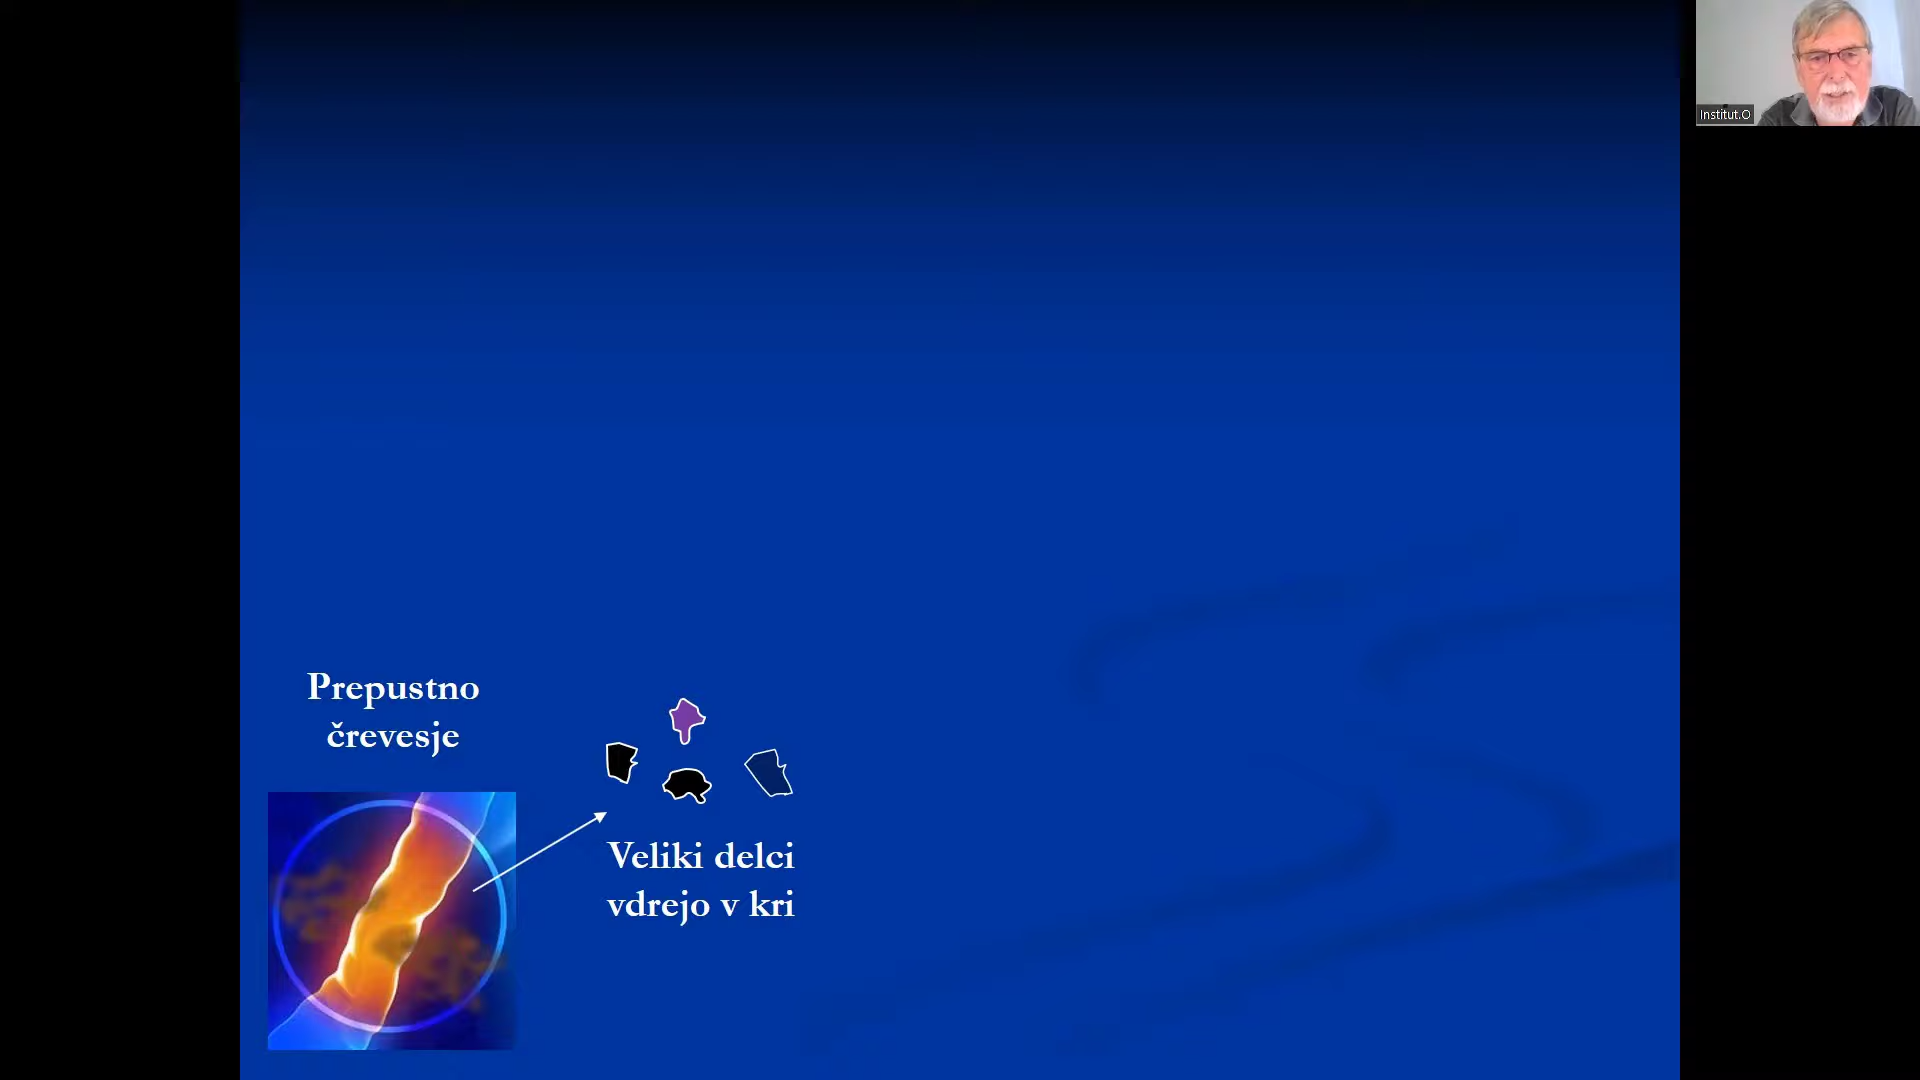 Institut.O
Prepustno
črevesje
Veliki delci
vdrejo v kri